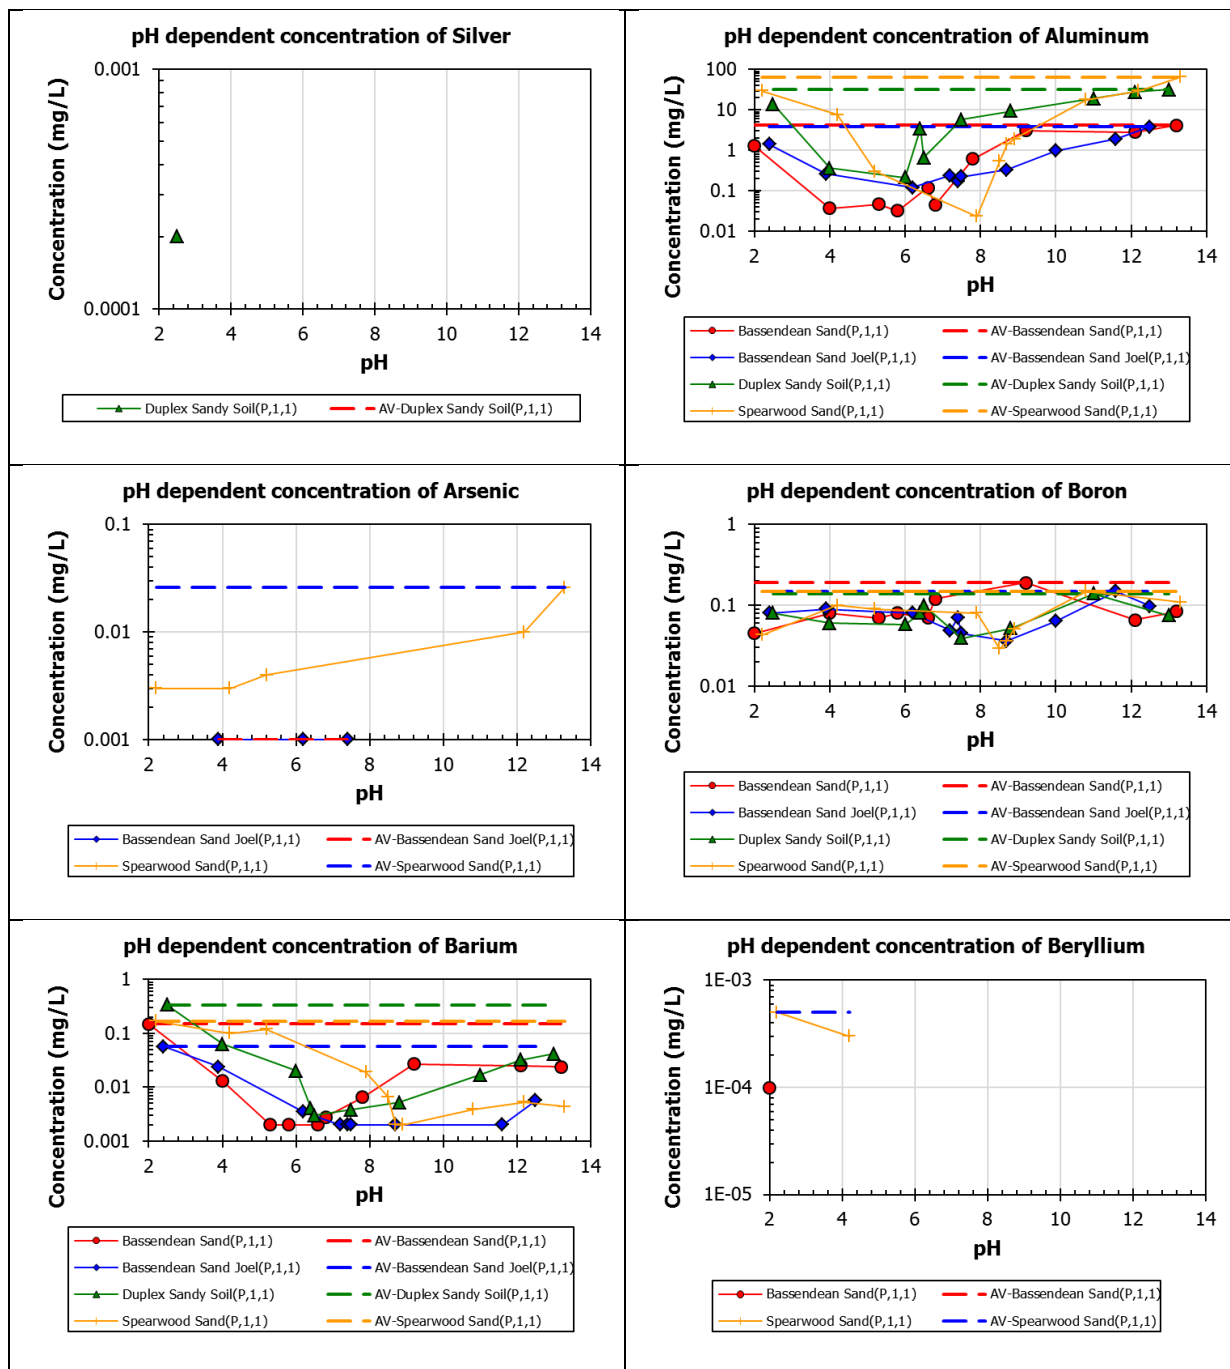 pH dependent concentration of Silver
Concentration (mg/L)
0.001
0.0001
2 4 6 8 10 12 14
pH
Duplex Sandy Soil(P,1,1) AV-Duplex Sandy Soil(P,1,1)
pH dependent concentration of Aluminum
Concentration (mg/L)
100
10
1
0.1
0.01
2 4 6 8 10 12 14
pH
Bassendean Sand(P,1,1) AV-Bassendean Sand(P,1,1)
Bassendean Sand Joel(P,1,1) AV-Bassendean Sand Joel(P,1,1)
Duplex Sandy Soil(P,1,1) AV-Duplex Sandy Soil(P,1,1)
Spearwood Sand(P,1,1) AV-Spearwood Sand(P,1,1)
pH dependent concentration of Arsenic
Concentration (mg/L)
0.1
0.01
0.001
2 4 6 8 10 12 14
pH
Bassendean Sand Joel(P,1,1) AV-Bassendean Sand Joel(P,1,1)
Spearwood Sand(P,1,1) AV-Spearwood Sand(P,1,1)
pH dependent concentration of Boron
Concentration (mg/L)
1
0.1
0.01
2 4 6 8 10 12 14
pH
Bassendean Sand(P,1,1) AV-Bassendean Sand(P,1,1)
Bassendean Sand Joel(P,1,1) AV-Bassendean Sand Joel(P,1,1)
Duplex Sandy Soil(P,1,1) AV-Duplex Sandy Soil(P,1,1)
Spearwood Sand(P,1,1) AV-Spearwood Sand(P,1,1)
pH dependent concentration of Barium
Concentration (mg/L)
1
0.1
0.01
0.001
2 4 6 8 10 12 14
pH
Bassendean Sand(P,1,1) AV-Bassendean Sand(P,1,1)
Bassendean Sand Joel(P,1,1) AV-Bassendean Sand Joel(P,1,1)
Duplex Sandy Soil(P,1,1) AV-Duplex Sandy Soil(P,1,1)
Spearwood Sand(P,1,1) AV-Spearwood Sand(P,1,1)
pH dependent concentration of Beryllium
Concentration (mg/L)
1E-03
1E-04
1E-05
2 4 6 8 10 12 14
pH
Bassendean Sand(P,1,1) AV-Bassendean Sand(P,1,1)
Spearwood Sand(P,1,1) AV-Spearwood Sand(P,1,1)